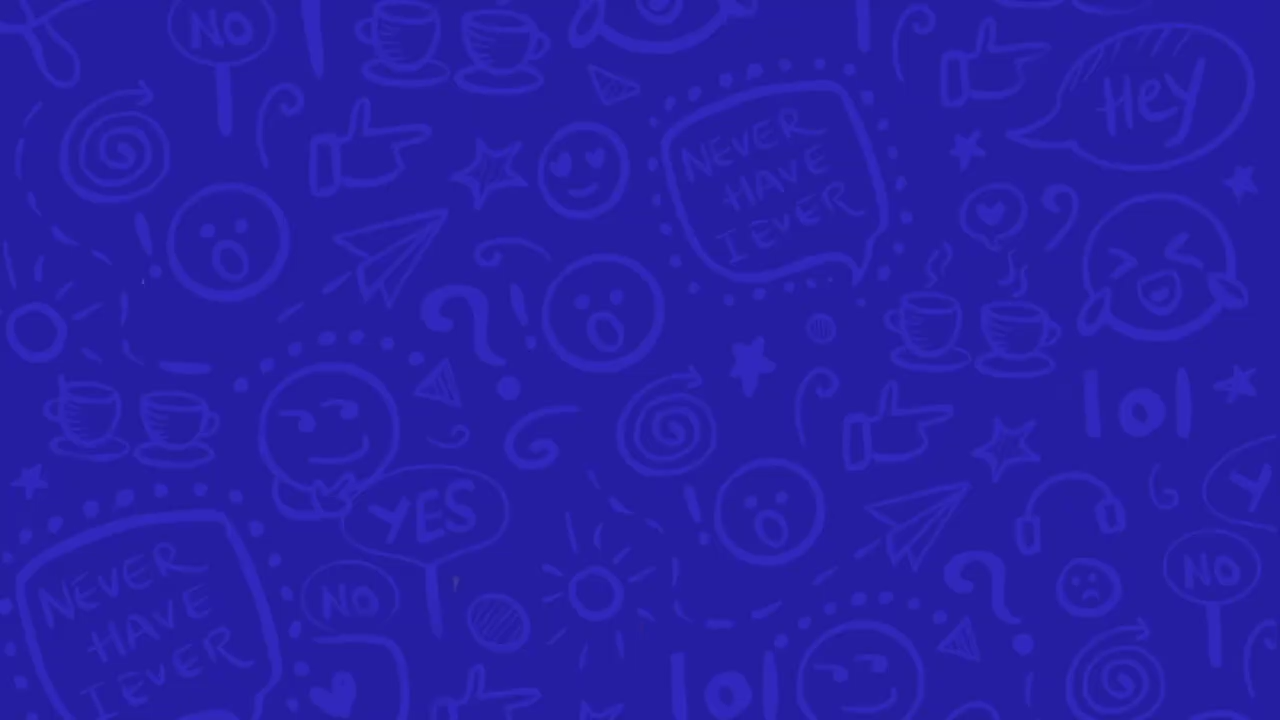 NO
Hey
NEVER
HAVE
I EVER
lol
YES
Y
NO
NO
NEVER
HAVE
I EVER
lol